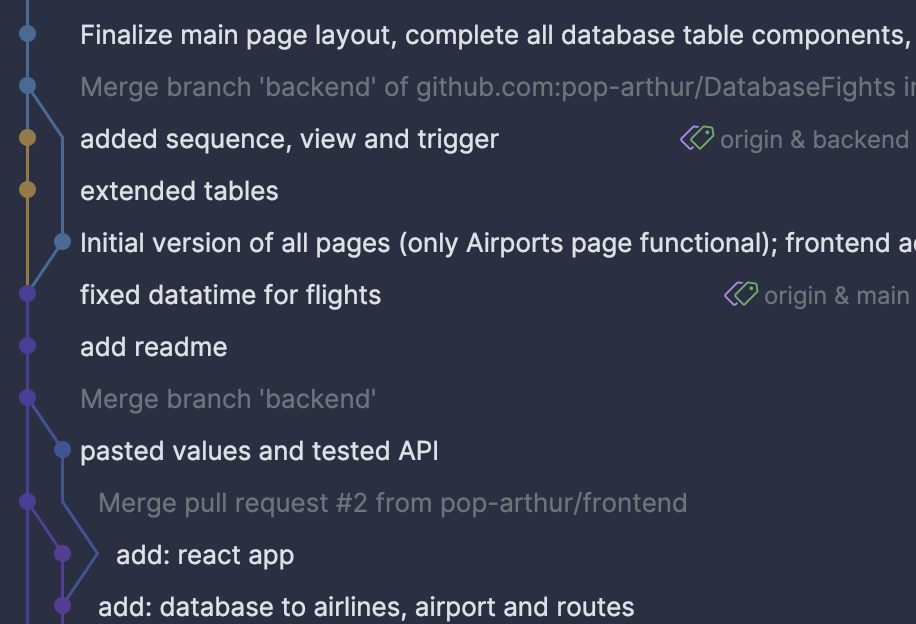 Finalize main page layout, complete all database table components,
Merge branch 'backend' of github.com:pop-arthur/DatabaseFights
added sequence, view and trigger origin & backend
extended tables
Initial version of all pages (only Airports page functional); frontend
fixed datatime for flights origin & main
add readme
Merge branch 'backend'
pasted values and tested API
Merge pull request #2 from pop-arthur/frontend
add: react app
add: database to airlines, airport and routes